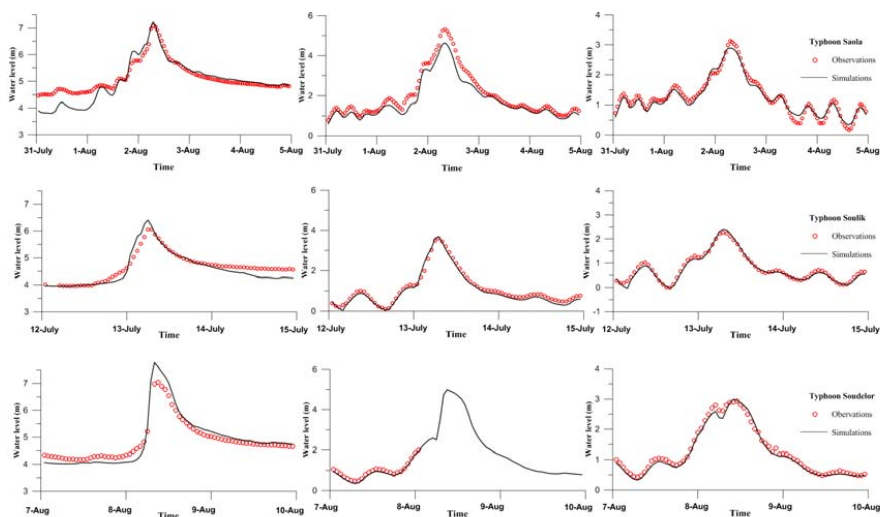 Water level (m)
7
6
5
4
3
31-July 1-Aug 2-Aug 3-Aug 4-Aug 5-Aug
Time
Water level (m)
6
4
2
0
31-July 1-Aug 2-Aug 3-Aug 4-Aug 5-Aug
Time
Water level (m)
4
3
2
1
0
31-July 1-Aug 2-Aug 3-Aug 4-Aug 5-Aug
Time
Typhoon Saola
Observations
Simulations
Water level (m)
7
6
5
4
3
12-July 13-July 14-July 15-July
Time
Water level (m)
6
4
2
0
12-July 13-July 14-July 15-July
Time
Water level (m)
4
3
2
1
0
-1
12-July 13-July 14-July 15-July
Time
Typhoon Soulik
Observations
Simulations
Water level (m)
7
6
5
4
3
7-Aug 8-Aug 9-Aug 10-Aug
Time
Water level (m)
6
4
2
0
7-Aug 8-Aug 9-Aug 10-Aug
Time
Water level (m)
4
3
2
1
0
7-Aug 8-Aug 9-Aug 10-Aug
Time
Typhoon Soudelor
Obervations
Simulations